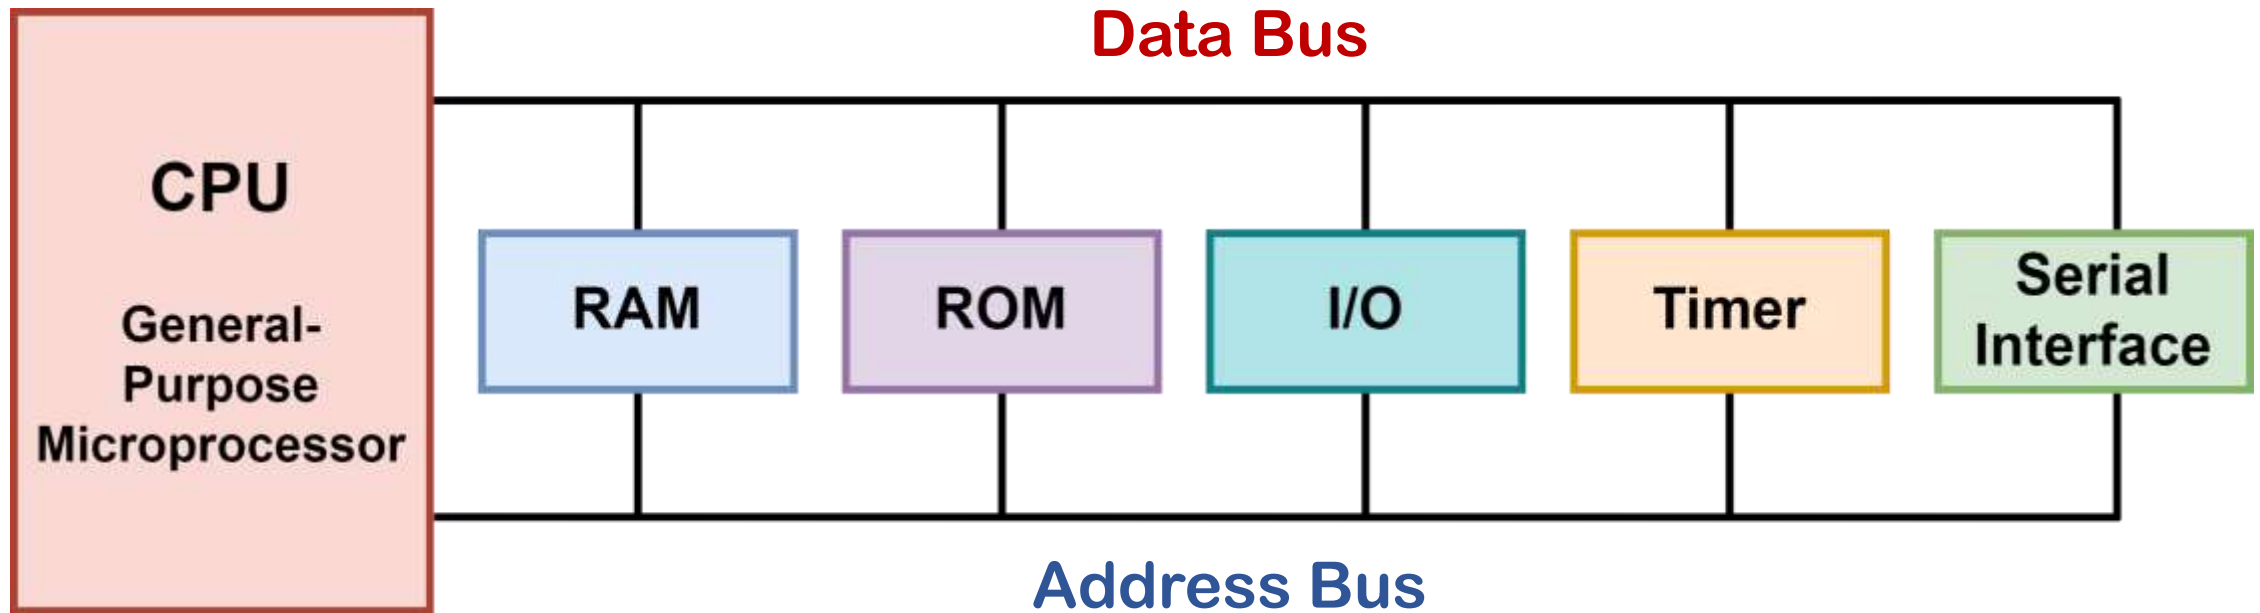 Data Bus
CPU
General-
Purpose
Microprocessor
RAM
ROM
I/O
Timer
Serial
Interface
Address Bus